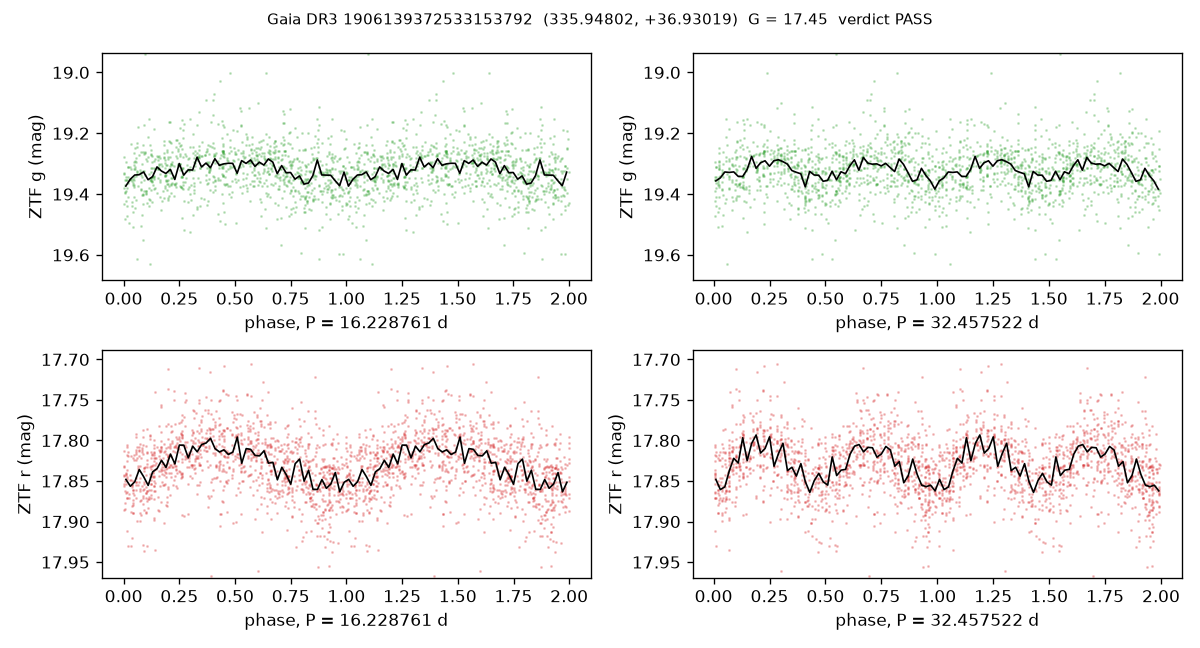 Gaia DR3 1906139372533153792  (335.94802, +36.93019)  G = 17.45  verdict PASS
ZTF g (mag)
19.0
19.2
19.4
19.6
0.00 0.25 0.50 0.75 1.00 1.25 1.50 1.75 2.00
phase, P = 16.228761 d
ZTF g (mag)
19.0
19.2
19.4
19.6
0.00 0.25 0.50 0.75 1.00 1.25 1.50 1.75 2.00
phase, P = 32.457522 d
ZTF r (mag)
17.70
17.75
17.80
17.85
17.90
17.95
0.00 0.25 0.50 0.75 1.00 1.25 1.50 1.75 2.00
phase, P = 16.228761 d
ZTF r (mag)
17.70
17.75
17.80
17.85
17.90
17.95
0.00 0.25 0.50 0.75 1.00 1.25 1.50 1.75 2.00
phase, P = 32.457522 d